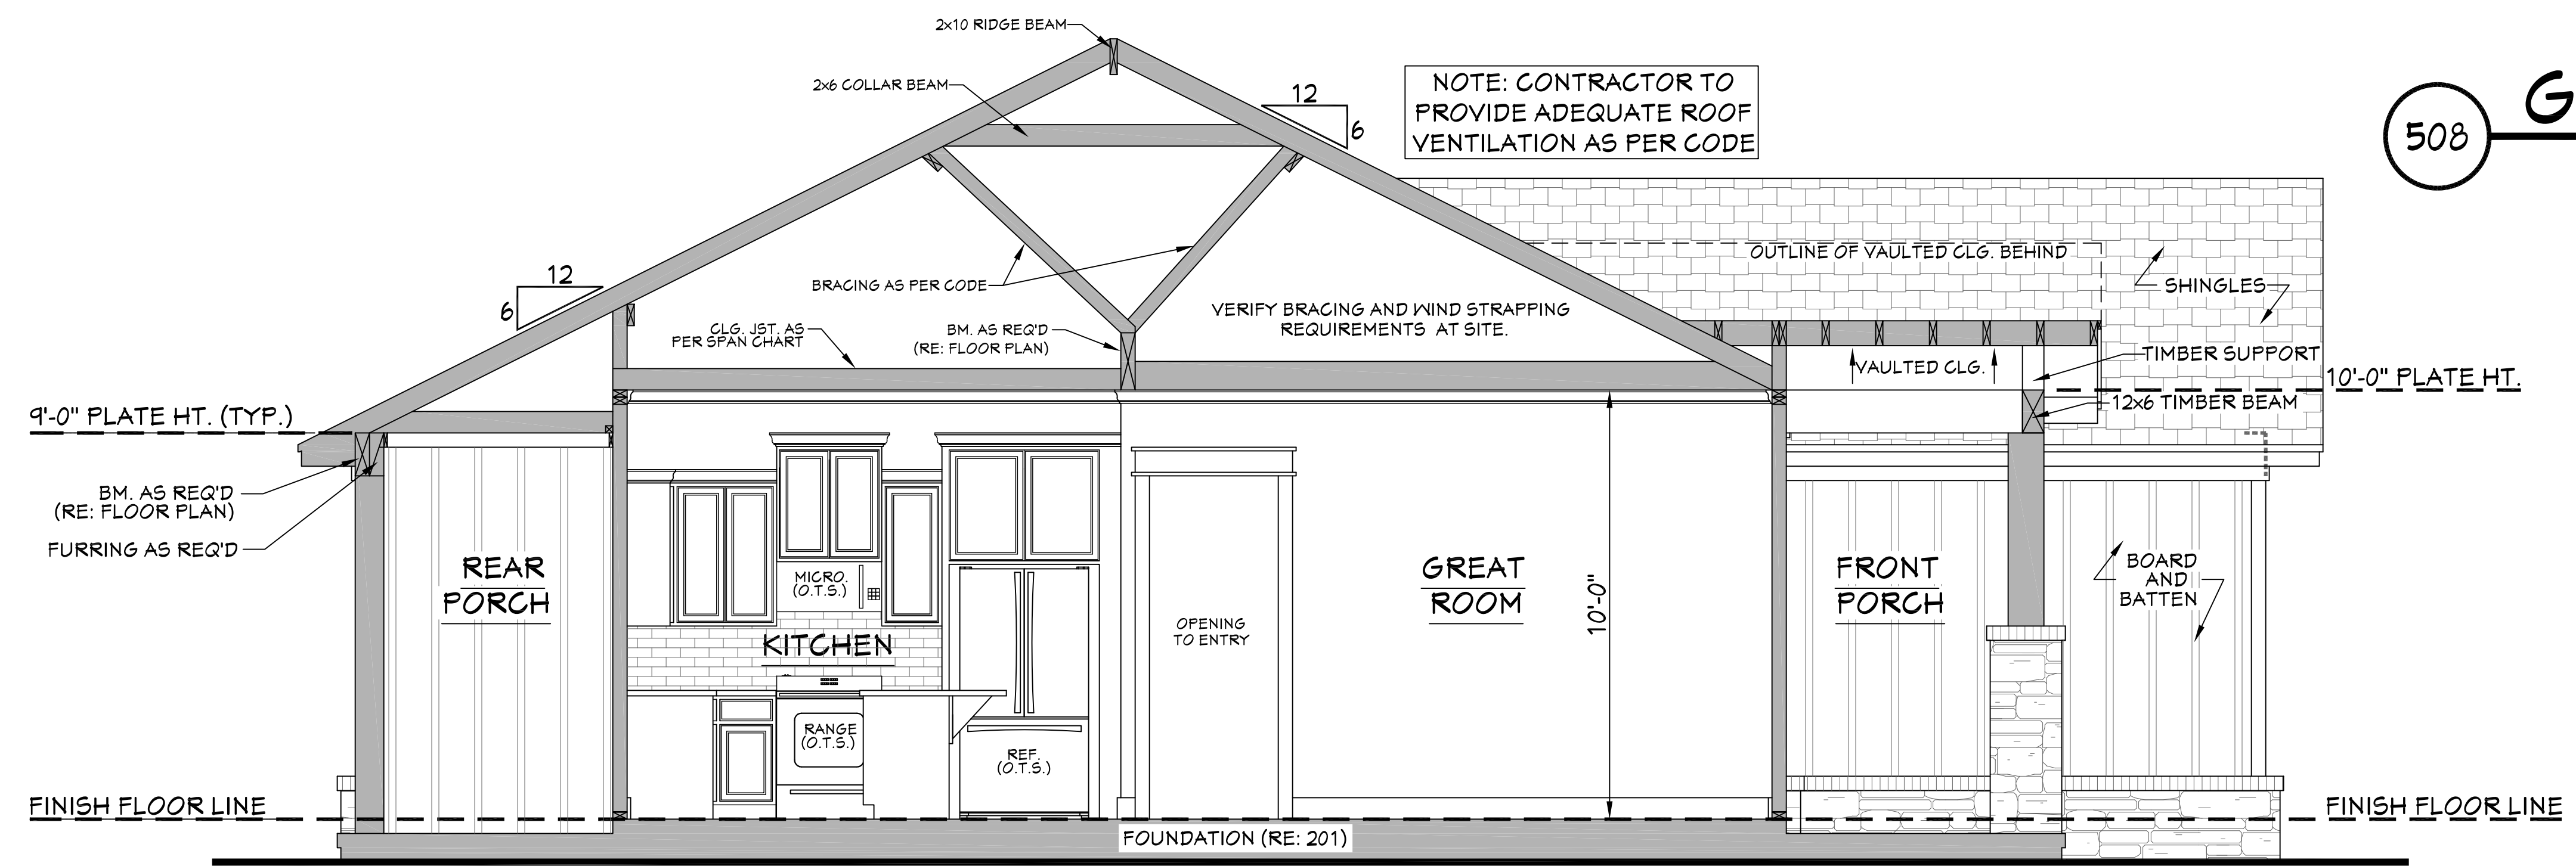 2x10 RIDGE BEAM
2x6 COLLAR BEAM
12
6
NOTE: CONTRACTOR TO
PROVIDE ADEQUATE ROOF
VENTILATION AS PER CODE
508
G
OUTLINE OF VAULTED CLG. BEHIND
SHINGLES
12
6
BRACING AS PER CODE
VERIFY BRACING AND WIND STRAPPING
REQUIREMENTS AT SITE.
CLG. JST. AS
PER SPAN CHART
BM. AS REQ'D
(RE: FLOOR PLAN)
VAULTED CLG.
TIMBER SUPPORT
10'-0" PLATE HT.
12x6 TIMBER BEAM
9'-0" PLATE HT. (TYP.)
BM. AS REQ'D
(RE: FLOOR PLAN)
FURRING AS REQ'D
REAR
PORCH
MICRO.
(O.T.S.)
KITCHEN
RANGE
(O.T.S.)
REF.
(O.T.S.)
OPENING
TO ENTRY
GREAT
ROOM
10'-0"
FRONT
PORCH
BOARD
AND
BATTEN
FINISH FLOOR LINE
FINISH FLOOR LINE
FOUNDATION (RE: 201)